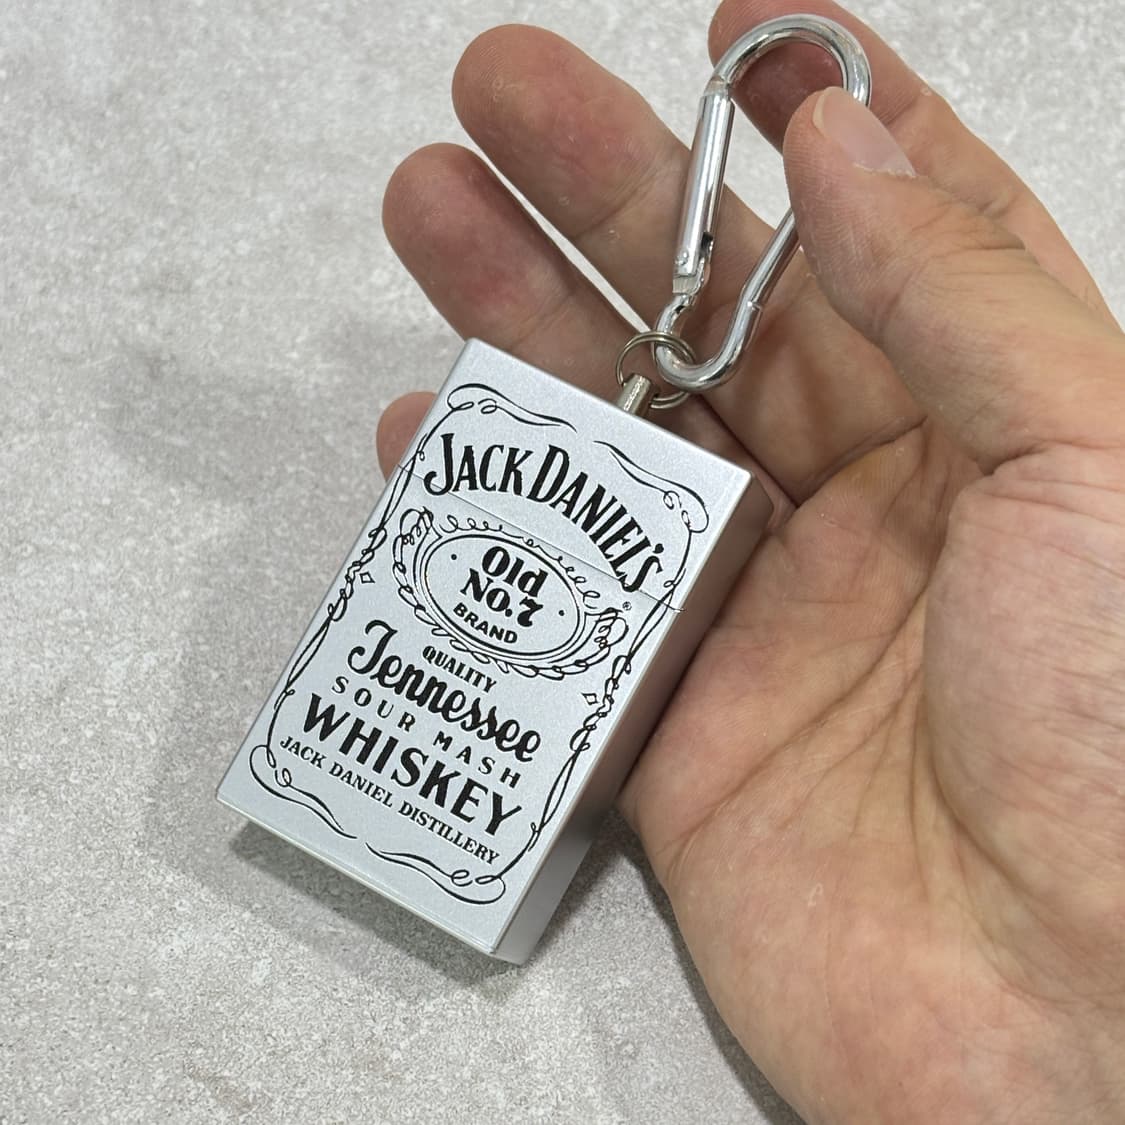 JACK DANIEL'S
Old
NO.7
BRAND
QUALITY
Tennessee
SOUR MASH
WHISKEY
JACK DANIEL DISTILLERY
®